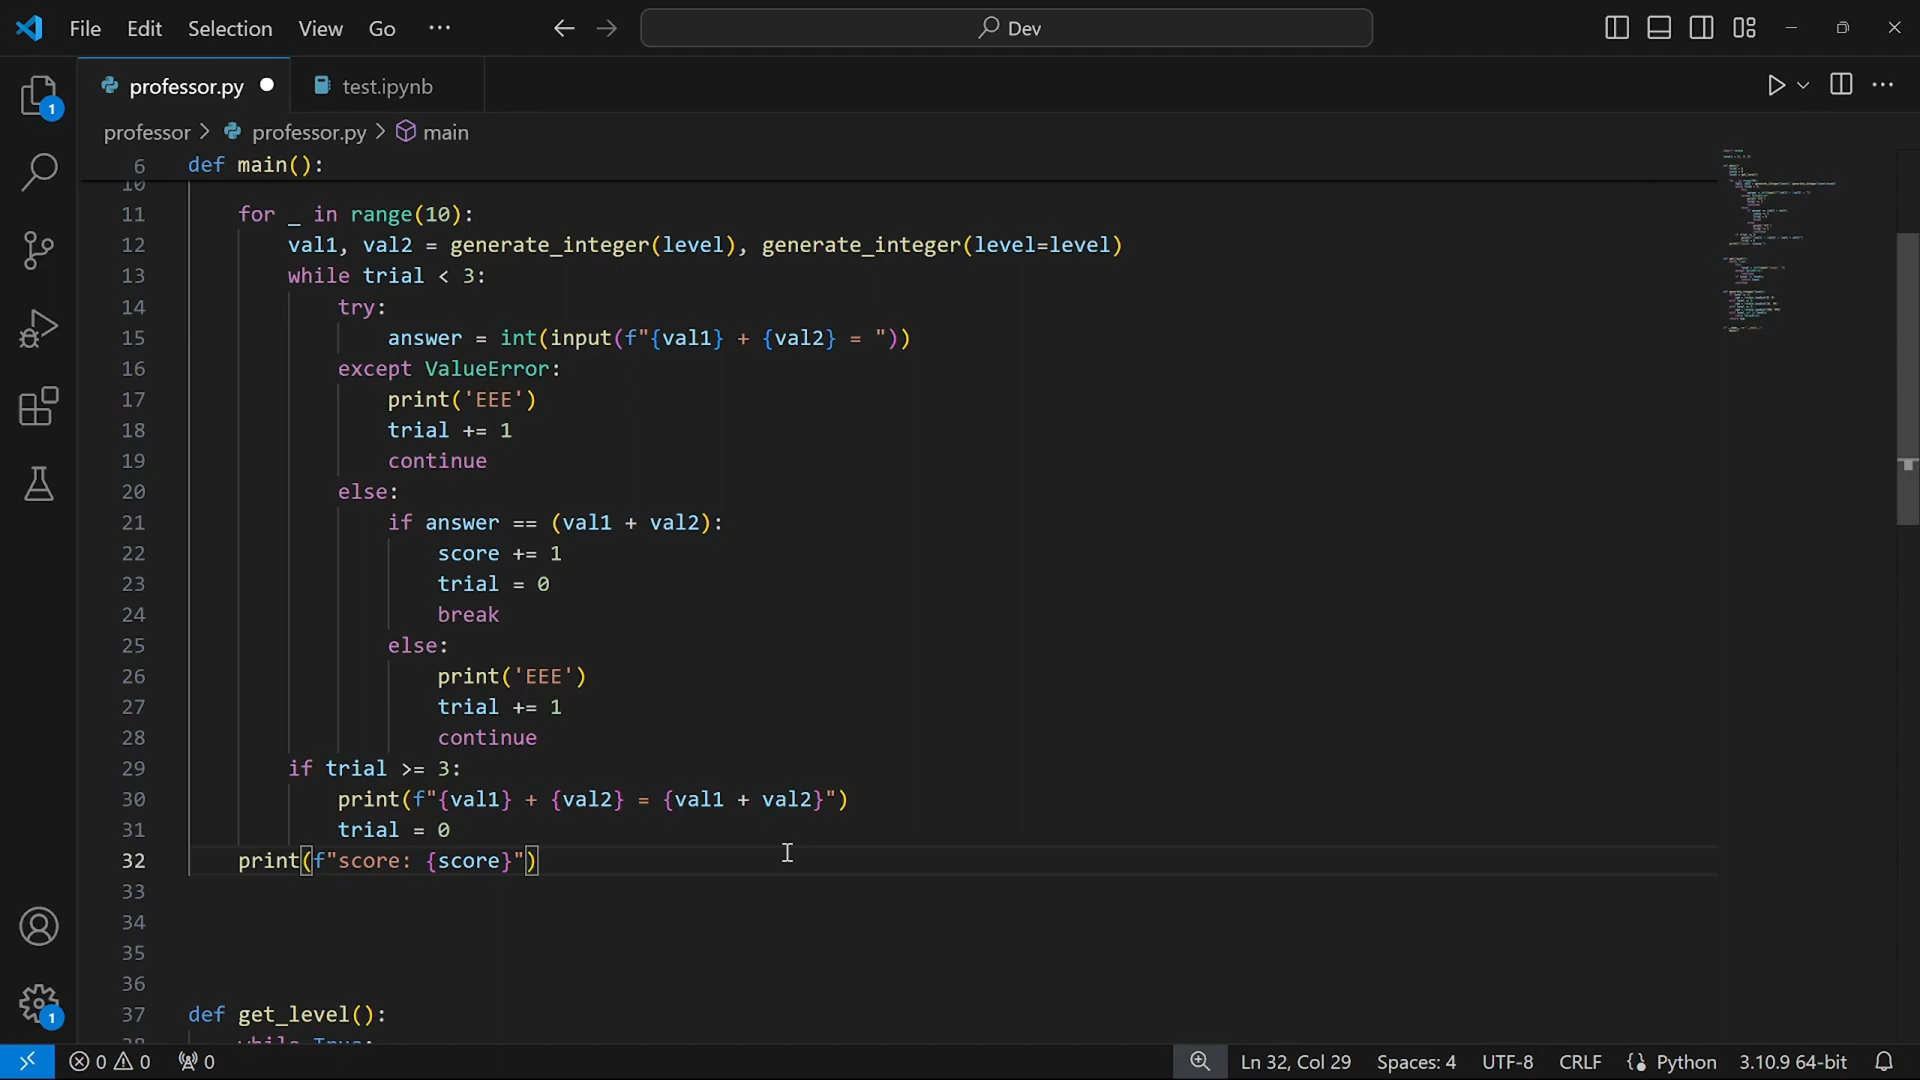 File Edit Selection View Go ··· Dev
professor.py test.ipynb
professor > professor.py > main
6 def main():
10
11 for _ in range(10):
12 val1, val2 = generate_integer(level), generate_integer(level=level)
13 while trial < 3:
14 try:
15 answer = int(input(f"{val1} + {val2} = "))
16 except ValueError:
17 print('EEE')
18 trial += 1
19 continue
20 else:
21 if answer == (val1 + val2):
22 score += 1
23 trial = 0
24 break
25 else:
26 print('EEE')
27 trial += 1
28 continue
29 if trial >= 3:
30 print(f"{val1} + {val2} = {val1 + val2}")
31 trial = 0
32 print(f"score: {score}")
33
34
35
36
37 def get_level():
38 while True:
1
1
0 0 0 Ln 32, Col 29 Spaces: 4 UTF-8 CRLF Python 3.10.9 64-bit